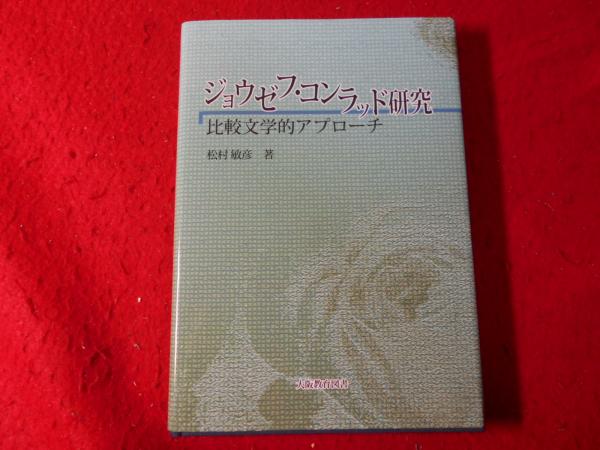 ジョウゼフ・コンラッド研究
比較文学的アプローチ
松村 敏彦 著
大阪教育図書